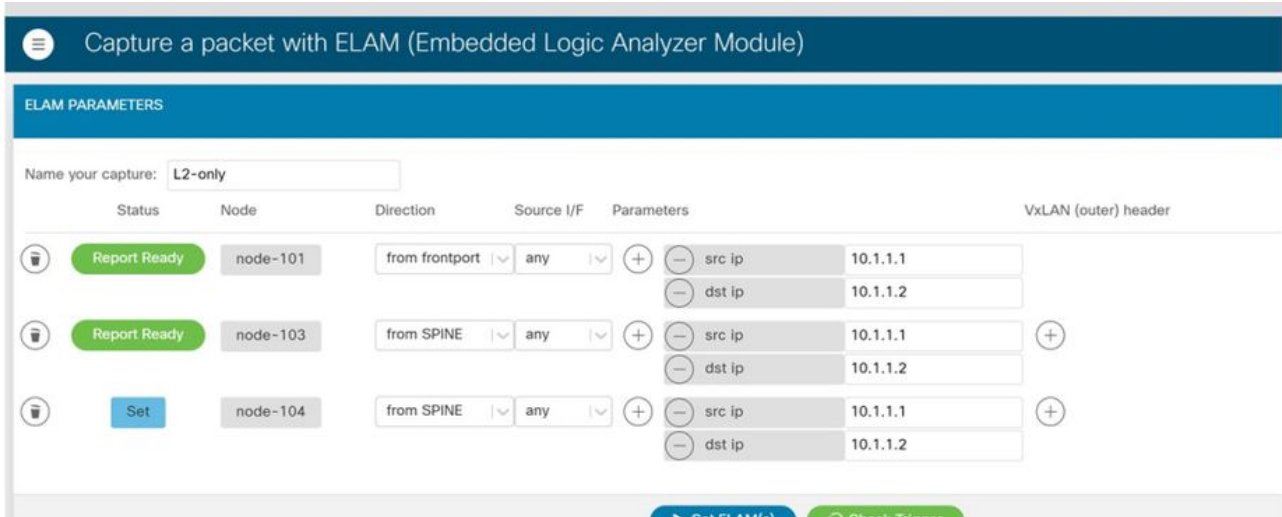 Capture a packet with ELAM (Embedded Logic Analyzer Module)
ELAM PARAMETERS
Name your capture: L2-only
Status Node Direction Source I/F Parameters VxLAN (outer) header
Report Ready node-101 from frontport any src ip 10.1.1.1
dst ip 10.1.1.2
Report Ready node-103 from SPINE any src ip 10.1.1.1
dst ip 10.1.1.2
Set node-104 from SPINE any src ip 10.1.1.1
dst ip 10.1.1.2
Set ELAM(s) Check Trigger